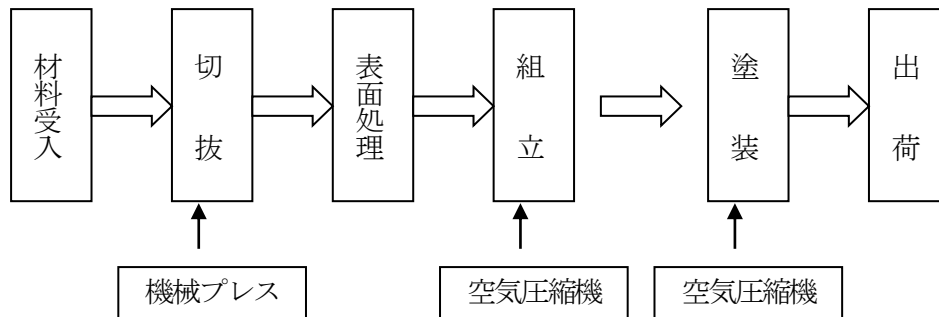 材料受入
切抜
表面処理
組立
塗装
出荷
機械プレス
空気圧縮機
空気圧縮機